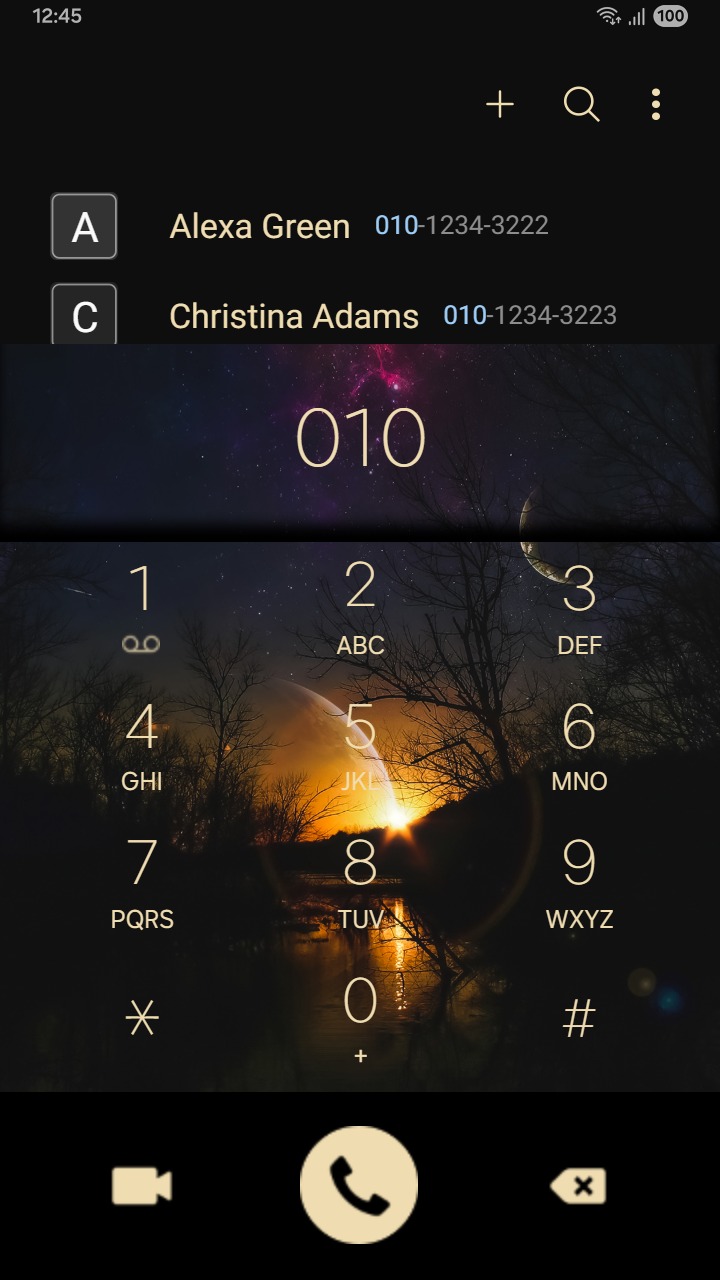 12:45 100
A Alexa Green 010-1234-3222
C Christina Adams 010-1234-3223
010
1 2 3
ABC DEF
4 5 6
GHI JKL MNO
7 8 9
PQRS TUV WXYZ
* 0 #
+